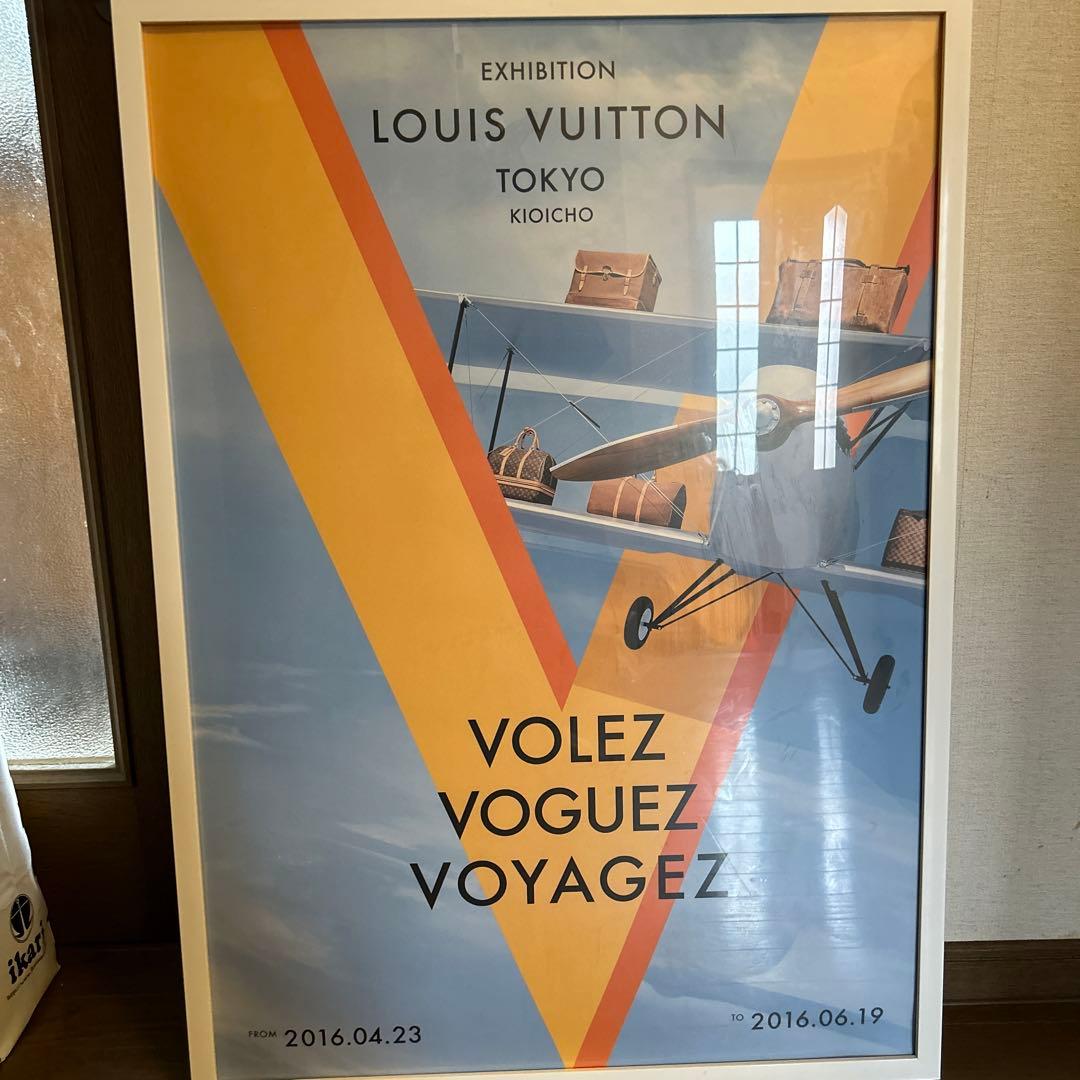 EXHIBITION
LOUIS VUITTON
TOKYO
KIOICHO
VOLEZ
VOGUEZ
VOYAGEZ
FROM 2016.04.23
TO 2016.06.19
ikari